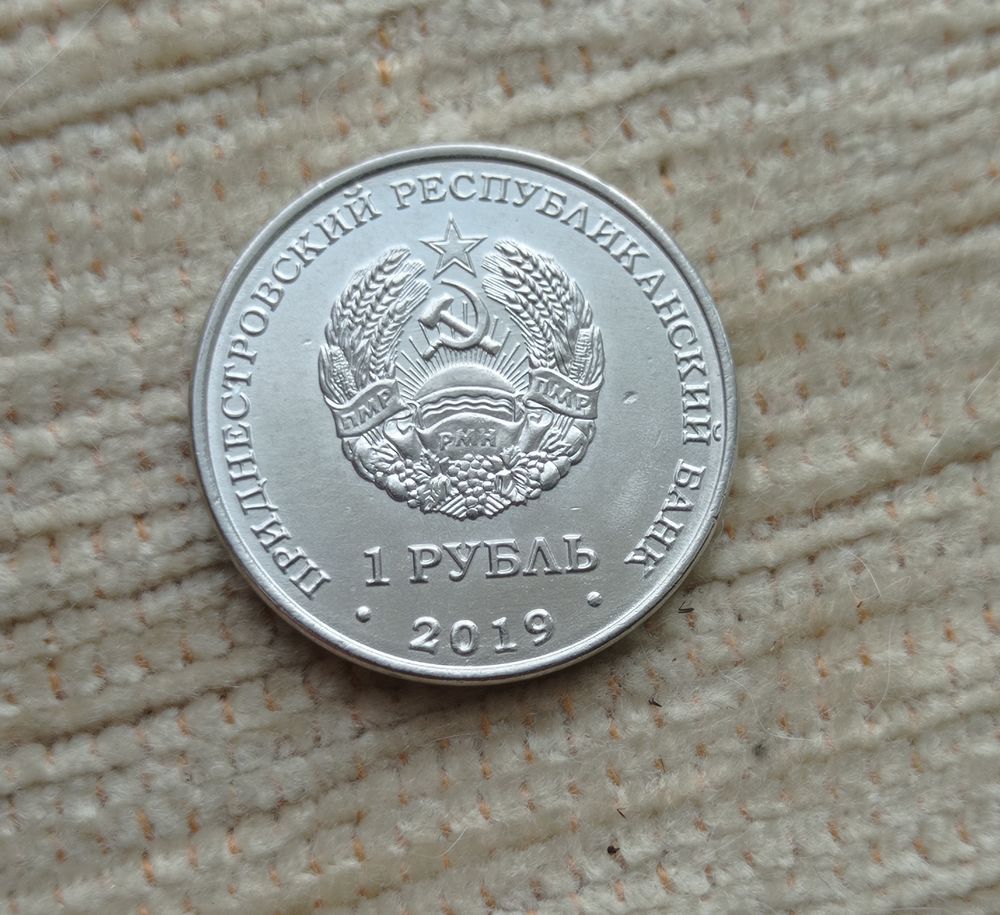 ПРИДНЕСТРОВСКИЙ РЕСПУБЛИКАНСКИЙ БАНК
ПМР
ПМР
РМН
1 РУБЛЬ
• 2019 •